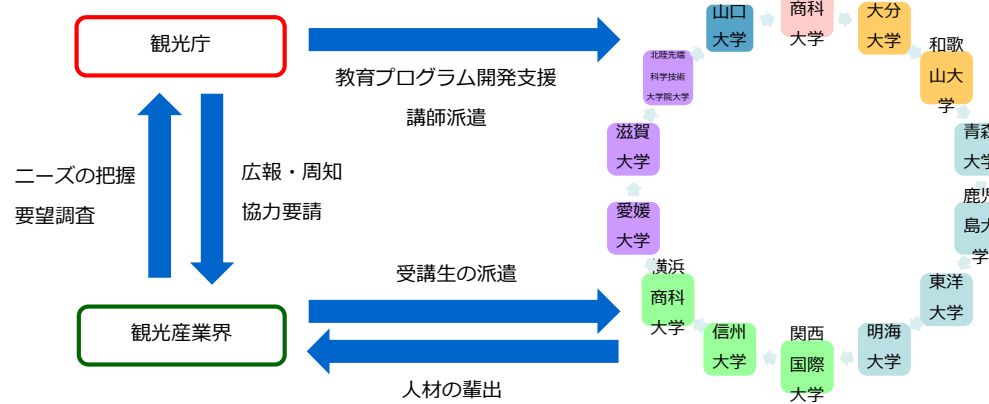 観光庁
教育プログラム開発支援
講師派遣
ニーズの把握
要望調査
広報・周知
協力要請
受講生の派遣
観光産業界
人材の輩出
商科
大学
大分
大学
和歌
山大
学
青森
大学
鹿児
島大
学
東洋
大学
明海
大学
関西
国際
大学
信州
大学
横浜
商科
大学
愛媛
大学
滋賀
大学
北陸先端
科学技術
大学院大学
山口
大学